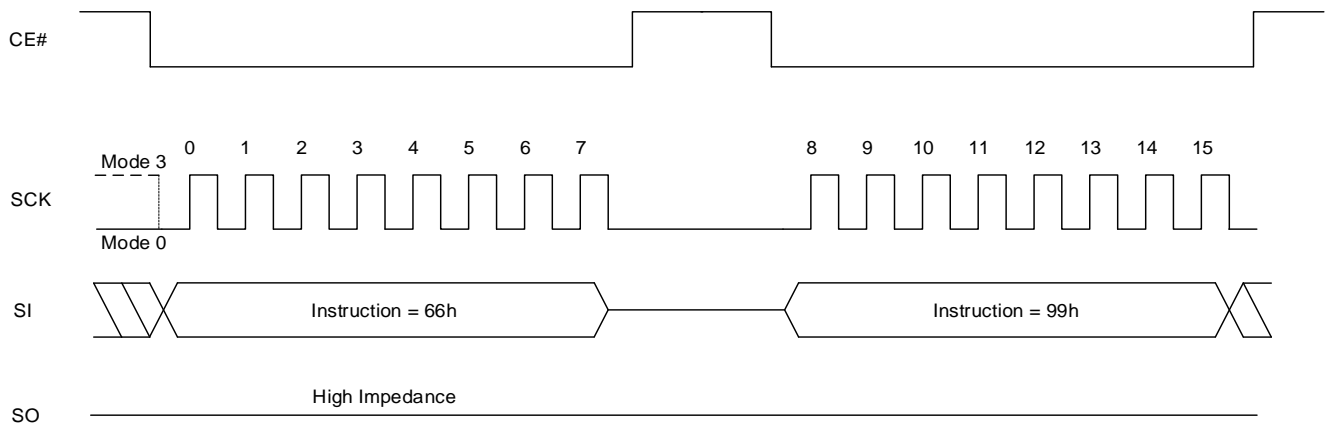 CE#
0 1 2 3 4 5 6 7 8 9 10 11 12 13 14 15
Mode 3
SCK
Mode 0
SI Instruction = 66h Instruction = 99h
High Impedance
SO